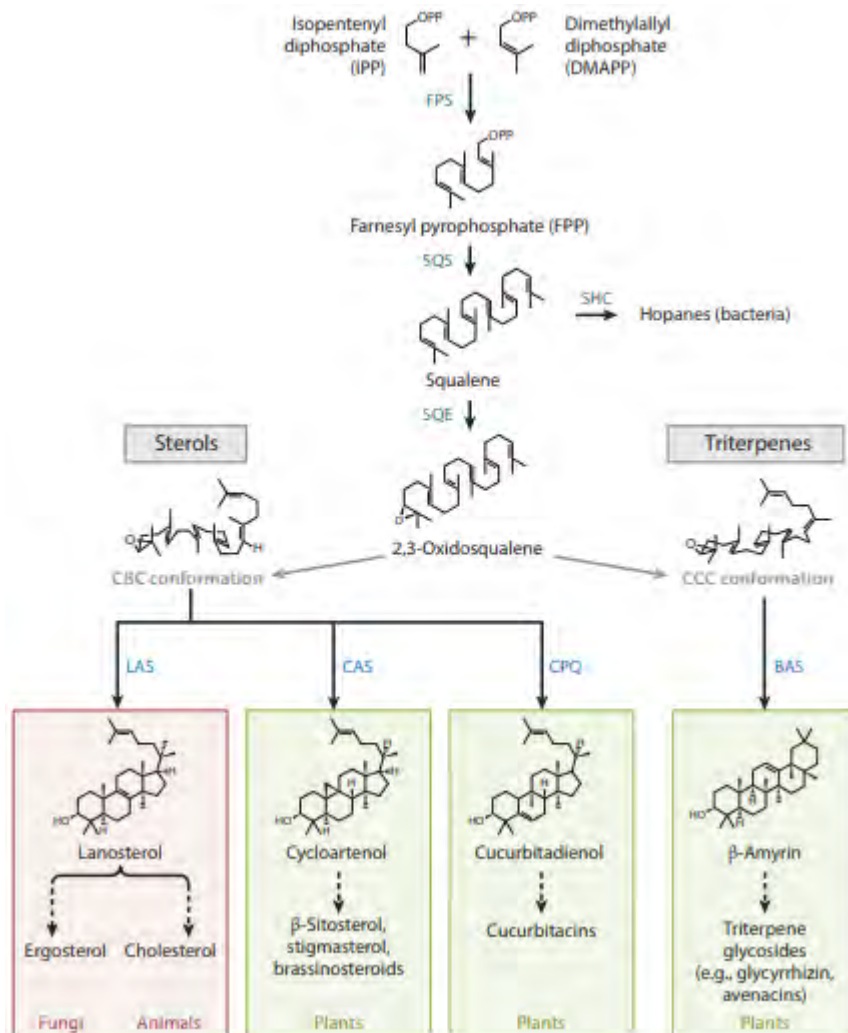 Isopentenyl
diphosphate
(IPP)
OPP
+
OPP
Dimethylallyl
diphosphate
(DMAPP)
FPS
OPP
Farnesyl pyrophosphate (FPP)
SQS
SHC
Hopanes (bacteria)
Squalene
SQE
Sterols
Triterpenes
O
H
O
O
2,3-Oxidosqualene
CBC conformation
CCC conformation
LAS
CAS
CPQ
BAS
H
HO
H
Lanosterol
H
H
HO
H
Cycloartenol
H
HO
Cucurbitadienol
H
HO
H
β-Amyrin
Ergosterol
Cholesterol
β-Sitosterol,
stigmasterol,
brassinosteroids
Cucurbitacins
Triterpene
glycosides
(e.g., glycyrrhizin,
avenacins)
Fungi
Animals
Plants
Plants
Plants